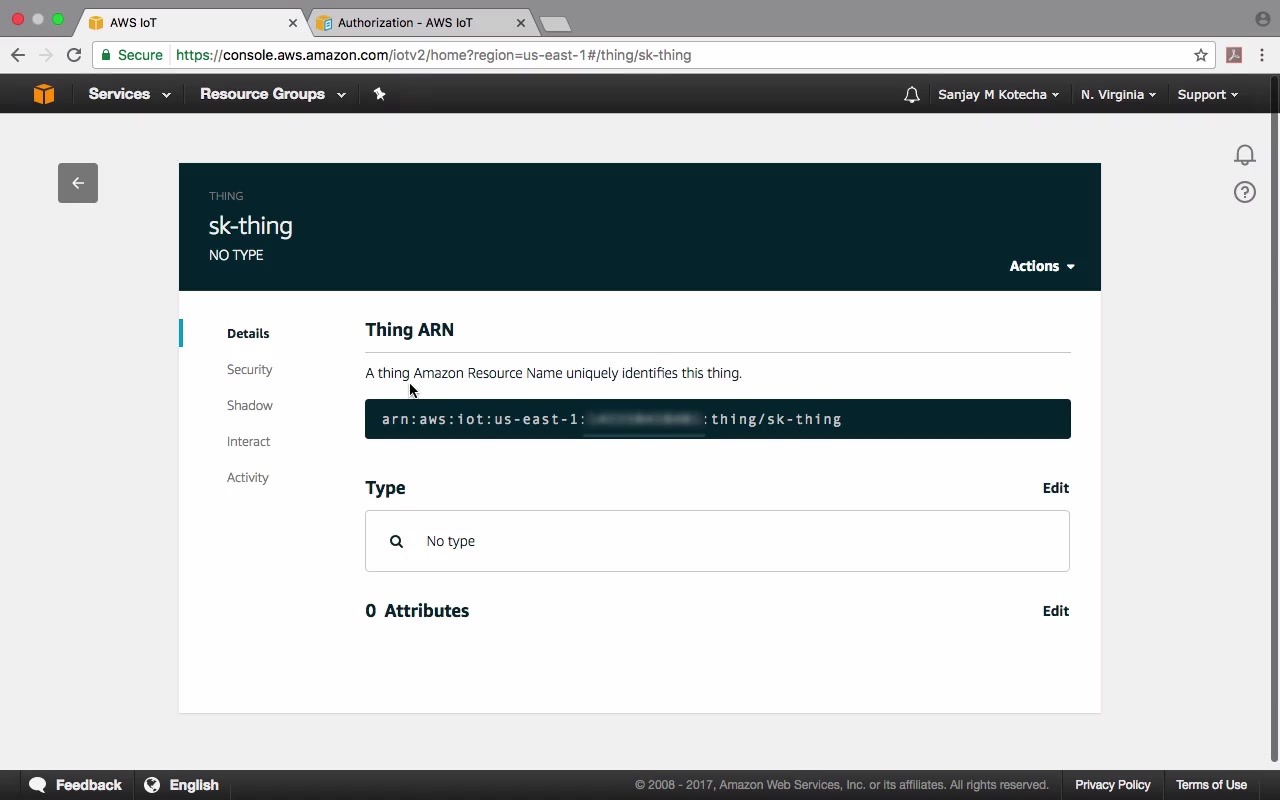 AWS IoT
Authorization - AWS IoT
Secure https://console.aws.amazon.com/iotv2/home?region=us-east-1#/thing/sk-thing
Services Resource Groups Sanjay M Kotecha N. Virginia Support
THING
sk-thing
NO TYPE
Actions
Details
Security
Shadow
Interact
Activity
Thing ARN
A thing Amazon Resource Name uniquely identifies this thing.
arn:aws:iot:us-east-1: :thing/sk-thing
Type Edit
No type
0 Attributes Edit
Feedback English © 2008 - 2017, Amazon Web Services, Inc. or its affiliates. All rights reserved. Privacy Policy Terms of Use